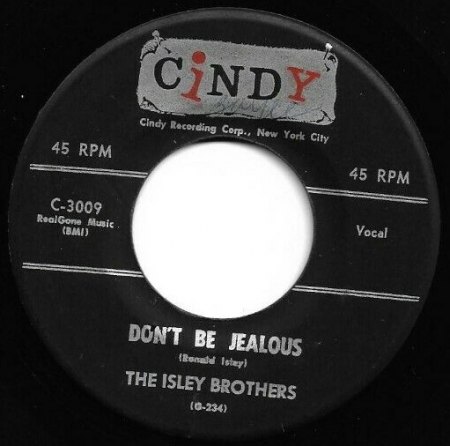 CiNDY
Cindy Recording Corp., New York City
45 RPM
45 RPM
C-3009
RealGone Music
(BMI)
Vocal
DON'T BE JEALOUS
(Ronald Isley)
THE ISLEY BROTHERS
(G-234)